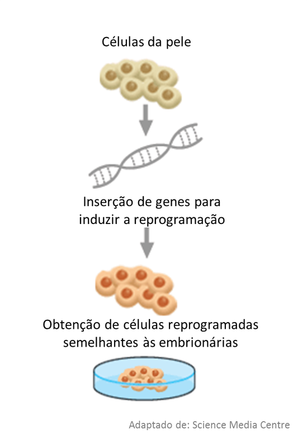 Células da pele
Inserção de genes para
induzir a reprogramação
Obtenção de células reprogramadas
semelhantes às embrionárias
Adaptado de: Science Media Centre